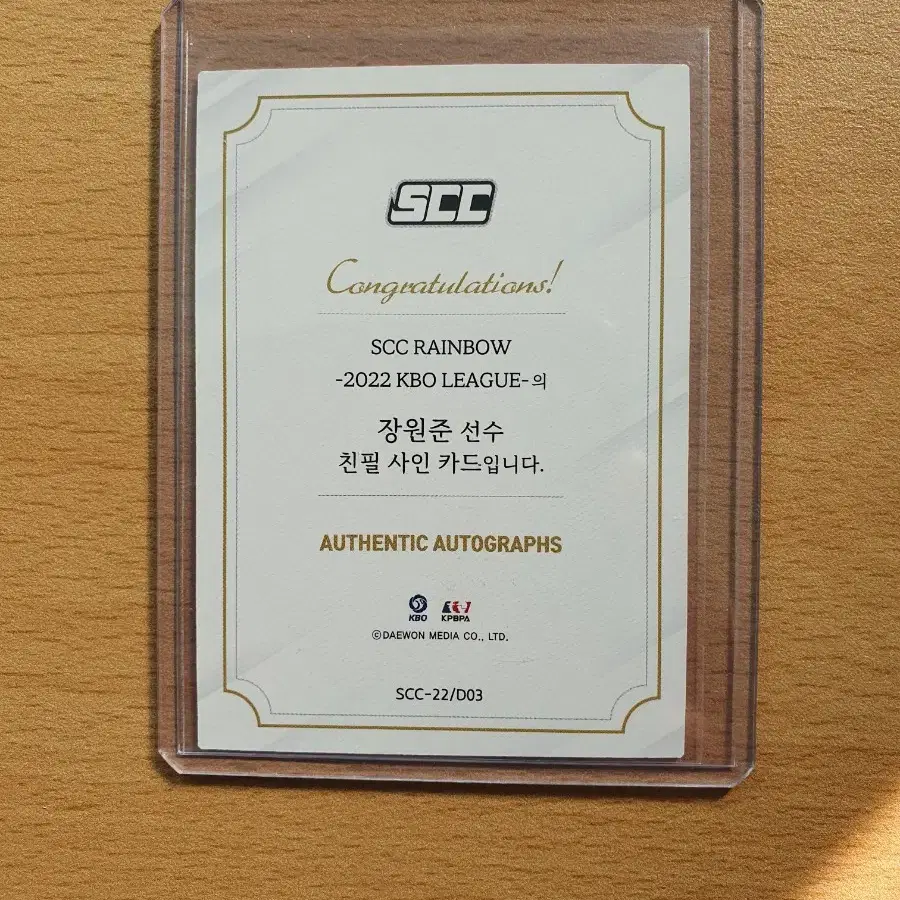 SCC
Congratulations!
SCC RAINBOW
-2022 KBO LEAGUE-의
장원준 선수
친필 사인 카드입니다.
AUTHENTIC AUTOGRAPHS
KBO KPBPA
©DAEWON MEDIA CO., LTD.
SCC-22/D03